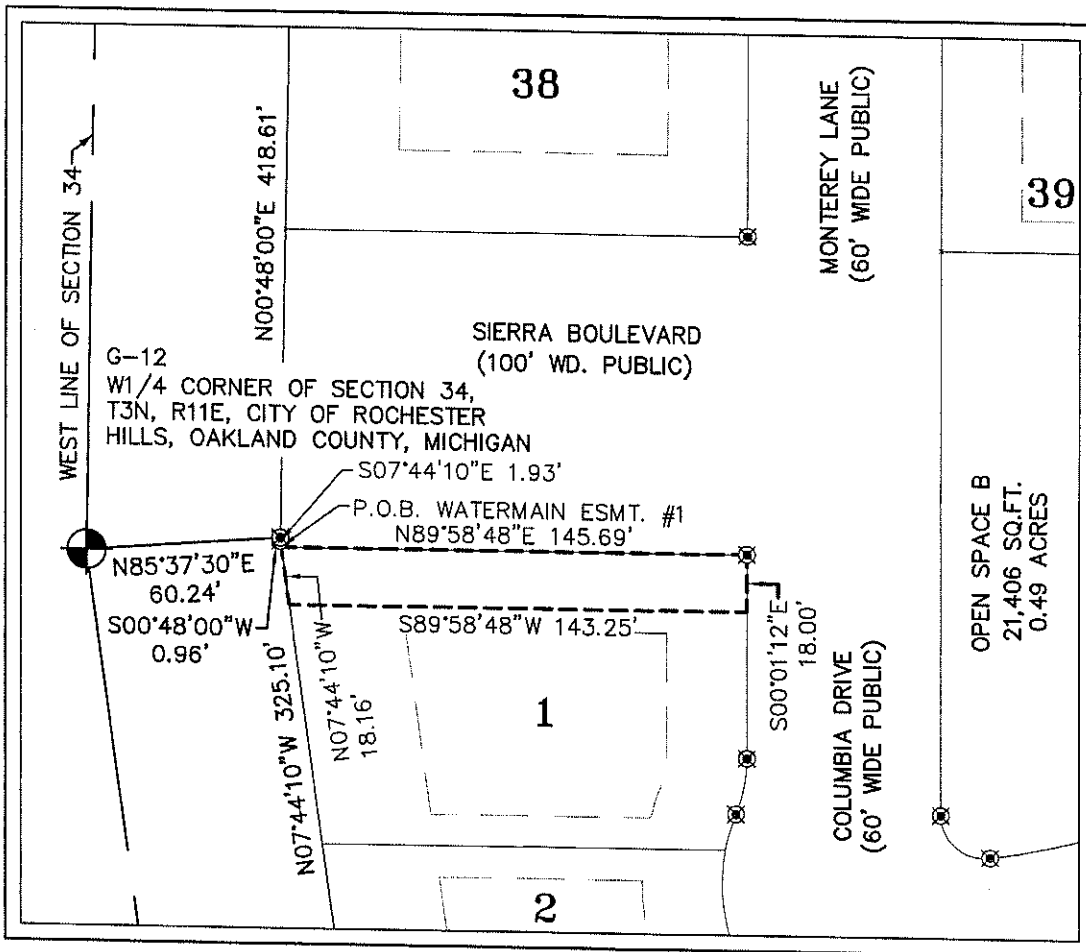 38
MONTEREY LANE
(60' WIDE PUBLIC)
39
WEST LINE OF SECTION 34
N00°48'00"E 418.61'
SIERRA BOULEVARD
(100' WD. PUBLIC)
G-12
W1/4 CORNER OF SECTION 34,
T3N, R11E, CITY OF ROCHESTER
HILLS, OAKLAND COUNTY, MICHIGAN
S07°44'10"E 1.93'
P.O.B. WATERMAIN ESMT. #1
N89°58'48"E 145.69'
N85°37'30"E
60.24'
S00°48'00"W
0.96'
S89°58'48"W 143.25'
N07°44'10"W 325.10'
N07°44'10"W
18.16'
S00°01'12"E
18.00'
1
COLUMBIA DRIVE
(60' WIDE PUBLIC)
OPEN SPACE B
21,406 SQ.FT.
0.49 ACRES
2